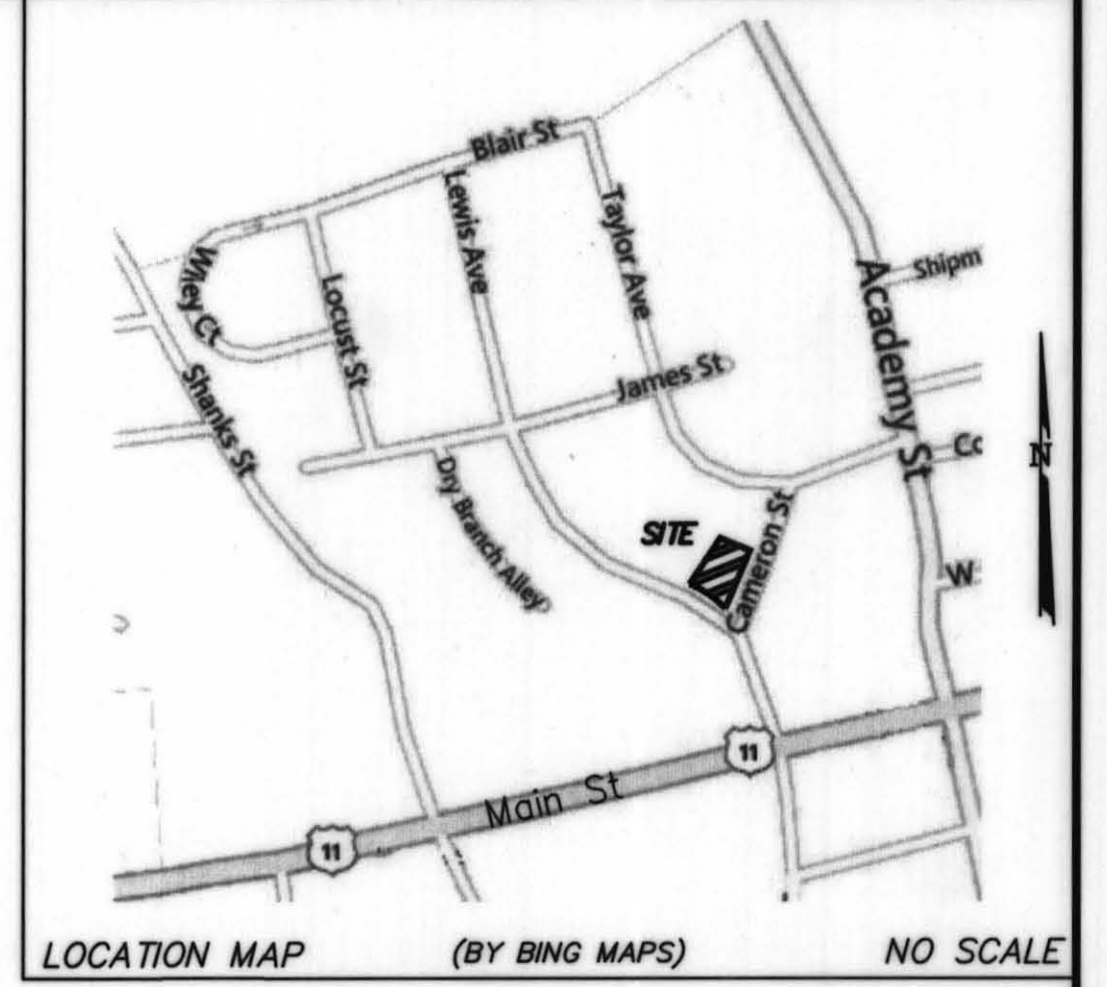 Blair St
Lewis Ave
Taylor Ave
Wiley Ct
Locust St
Shipm
Academy St
James St
Shanks St
Cc
Dry Branch Alley
SITE
Cameron St
W
N
11
Main St
11
LOCATION MAP (BY BING MAPS) NO SCALE